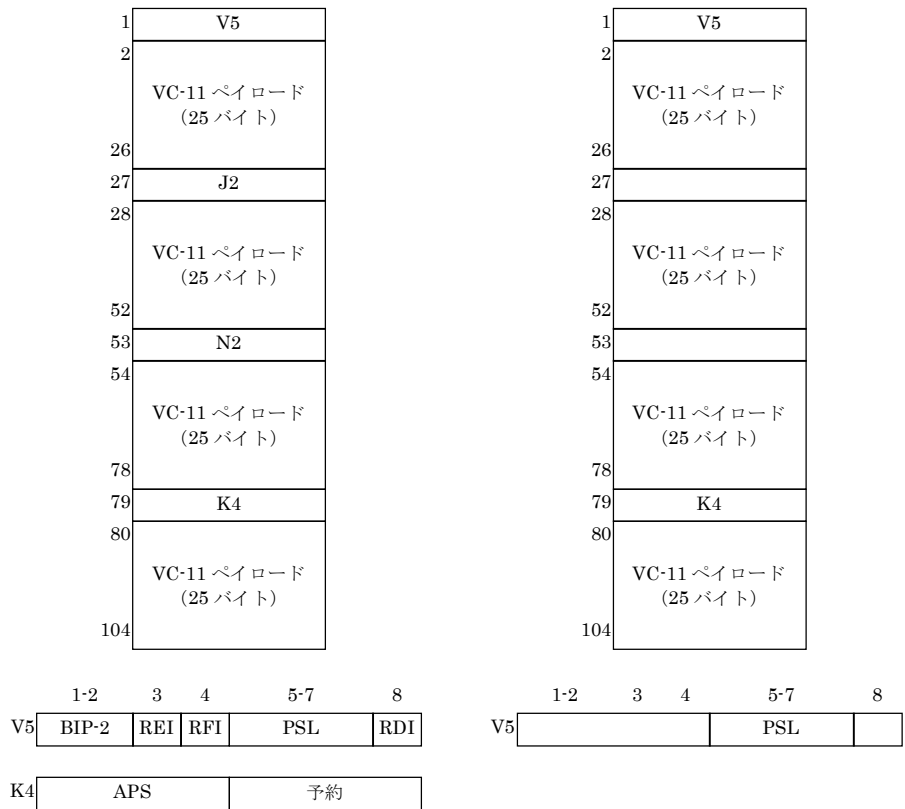 1 V5
2
VC-11 ペイロード
(25 バイト)
26
27 J2
28
VC-11 ペイロード
(25 バイト)
52
53 N2
54
VC-11 ペイロード
(25 バイト)
78
79 K4
80
VC-11 ペイロード
(25 バイト)
104
1 V5
2
VC-11 ペイロード
(25 バイト)
26
27
28
VC-11 ペイロード
(25 バイト)
52
53
54
VC-11 ペイロード
(25 バイト)
78
79 K4
80
VC-11 ペイロード
(25 バイト)
104
1-2 3 4 5-7 8
V5 BIP-2 REI RFI PSL RDI
K4 APS 予約
1-2 3 4 5-7 8
V5 PSL